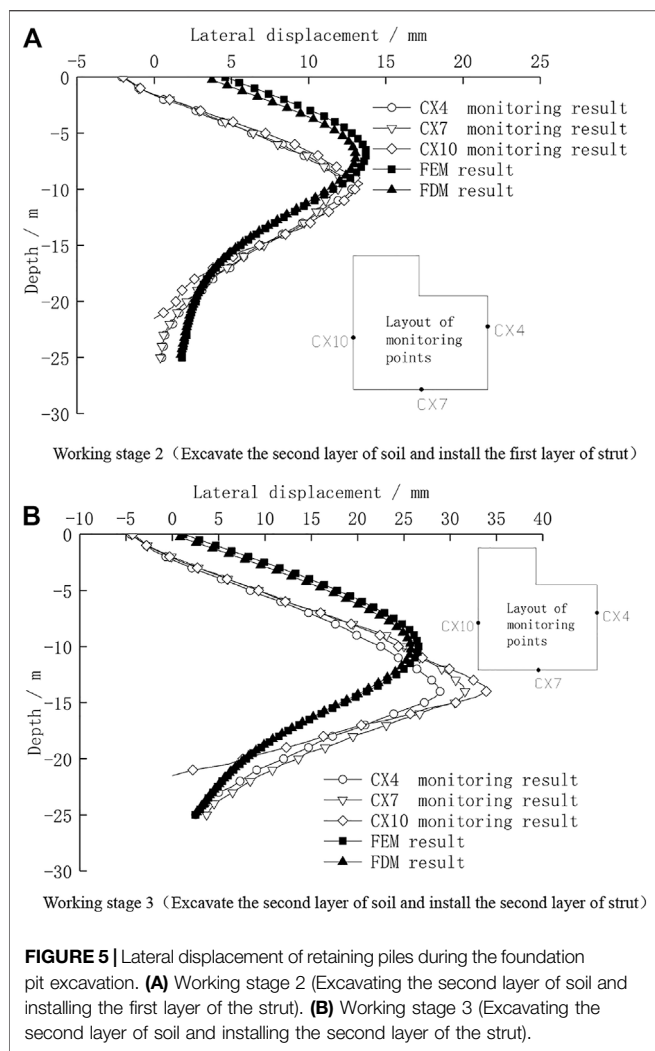 A
Lateral displacement / mm
-5 0 5 10 15 20 25
0
-5
-10
-15
-20
-25
-30
Depth / m
CX4 monitoring result
CX7 monitoring result
CX10 monitoring result
FEM result
FDM result
Layout of
monitoring
points
CX10
CX4
CX7
Working stage 2（Excavate the second layer of soil and install the first layer of strut）
B
Lateral displacement / mm
-10 -5 0 5 10 15 20 25 30 35 40
0
-5
-10
-15
-20
-25
-30
Depth / m
Layout of
monitoring
points
CX10
CX4
CX7
CX4 monitoring result
CX7 monitoring result
CX10 monitoring result
FEM result
FDM result
Working stage 3（Excavate the second layer of soil and install the second layer of strut）
FIGURE 5 | Lateral displacement of retaining piles during the foundation
pit excavation. (A) Working stage 2 (Excavating the second layer of soil and
installing the first layer of the strut). (B) Working stage 3 (Excavating the
second layer of soil and installing the second layer of the strut).